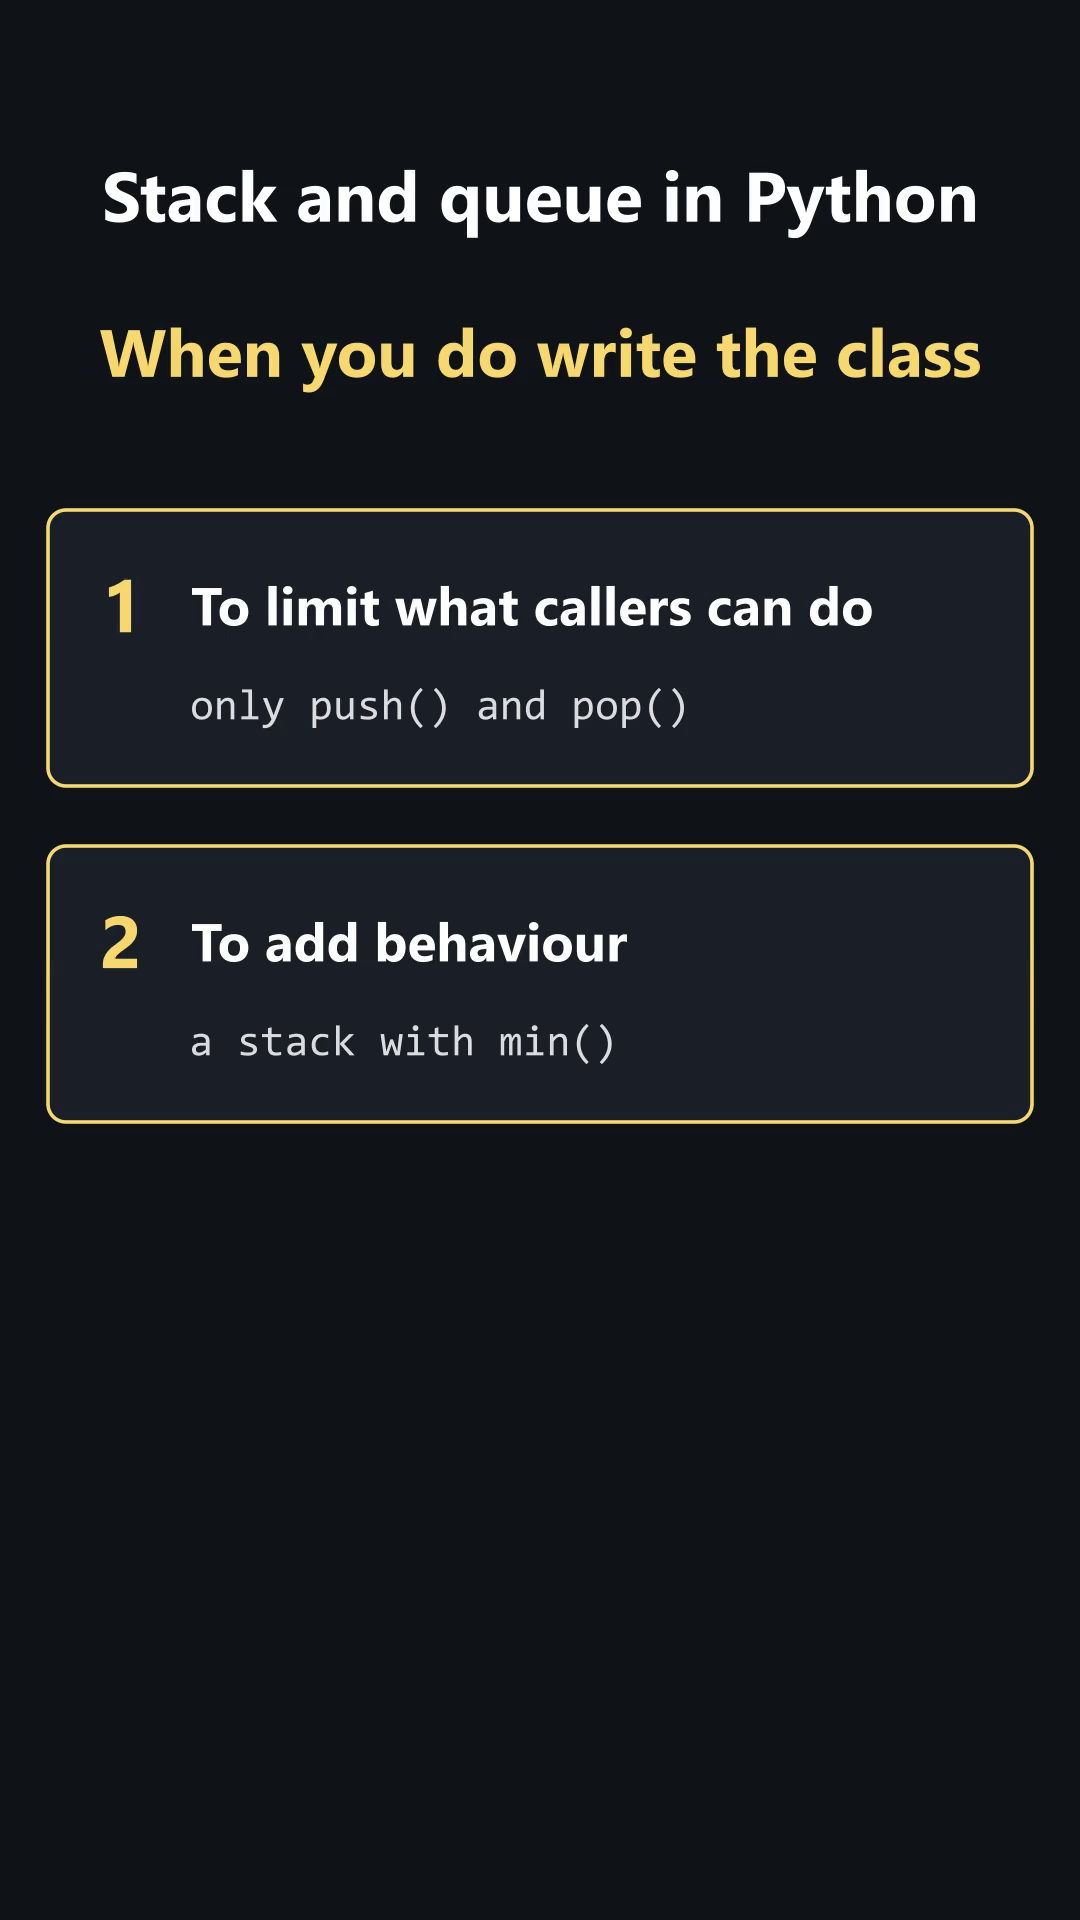 Stack and queue in Python
When you do write the class
1 To limit what callers can do
only push() and pop()
2 To add behaviour
a stack with min()